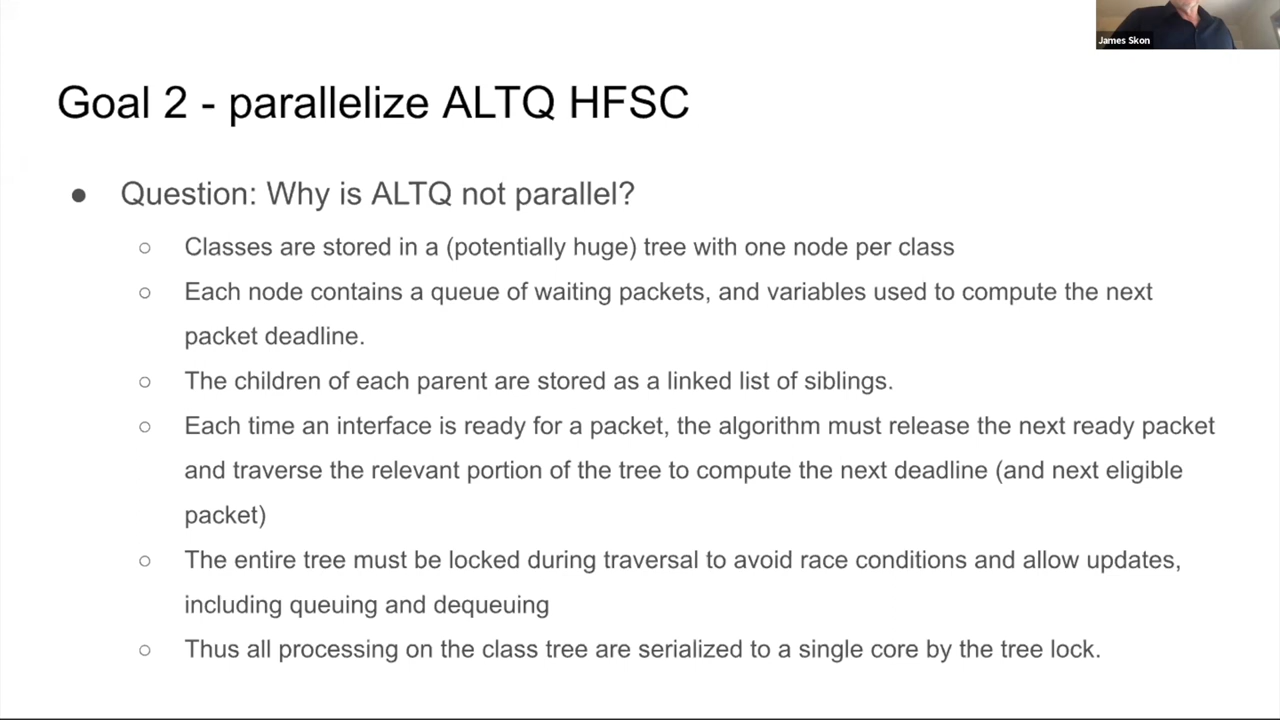 James Skon
Goal 2 - parallelize ALTQ HFSC
● Question: Why is ALTQ not parallel?
○ Classes are stored in a (potentially huge) tree with one node per class
○ Each node contains a queue of waiting packets, and variables used to compute the next
packet deadline.
○ The children of each parent are stored as a linked list of siblings.
○ Each time an interface is ready for a packet, the algorithm must release the next ready packet
and traverse the relevant portion of the tree to compute the next deadline (and next eligible
packet)
○ The entire tree must be locked during traversal to avoid race conditions and allow updates,
including queuing and dequeuing
○ Thus all processing on the class tree are serialized to a single core by the tree lock.